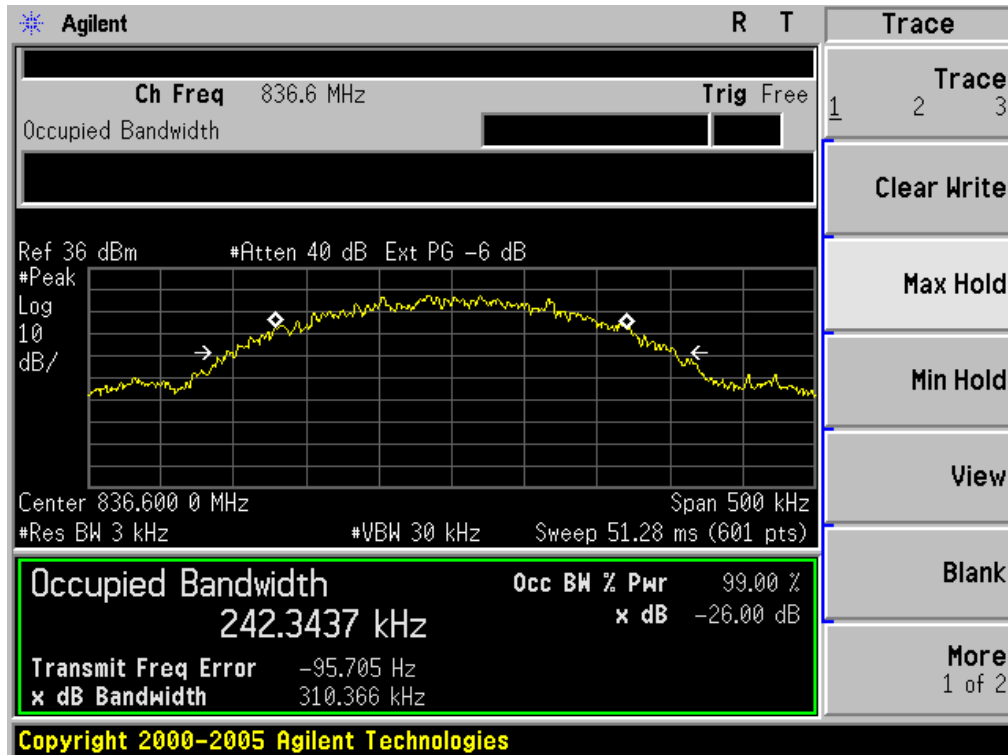 Agilent R T
Ch Freq 836.6 MHz Trig Free
Occupied Bandwidth
Ref 36 dBm #Atten 40 dB Ext PG -6 dB
#Peak
Log
10
dB/
Center 836.600 0 MHz Span 500 kHz
#Res BW 3 kHz #VBW 30 kHz Sweep 51.28 ms (601 pts)
Occupied Bandwidth
242.3437 kHz
Occ BW % Pwr 99.00 %
x dB -26.00 dB
Transmit Freq Error -95.705 Hz
x dB Bandwidth 310.366 kHz
Copyright 2000-2005 Agilent Technologies
Trace
Trace
1 2 3
Clear Write
Max Hold
Min Hold
View
Blank
More
1 of 2